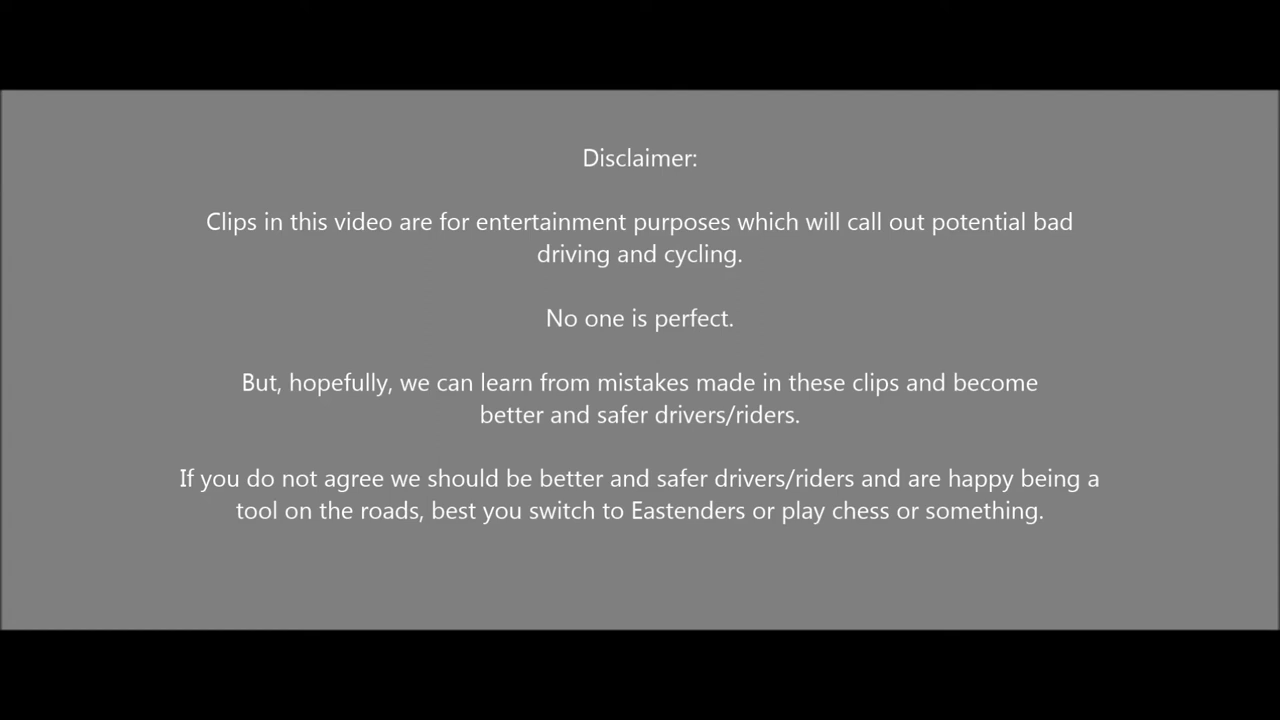 Disclaimer:
Clips in this video are for entertainment purposes which will call out potential bad
driving and cycling.
No one is perfect.
But, hopefully, we can learn from mistakes made in these clips and become
better and safer drivers/riders.
If you do not agree we should be better and safer drivers/riders and are happy being a
tool on the roads, best you switch to Eastenders or play chess or something.